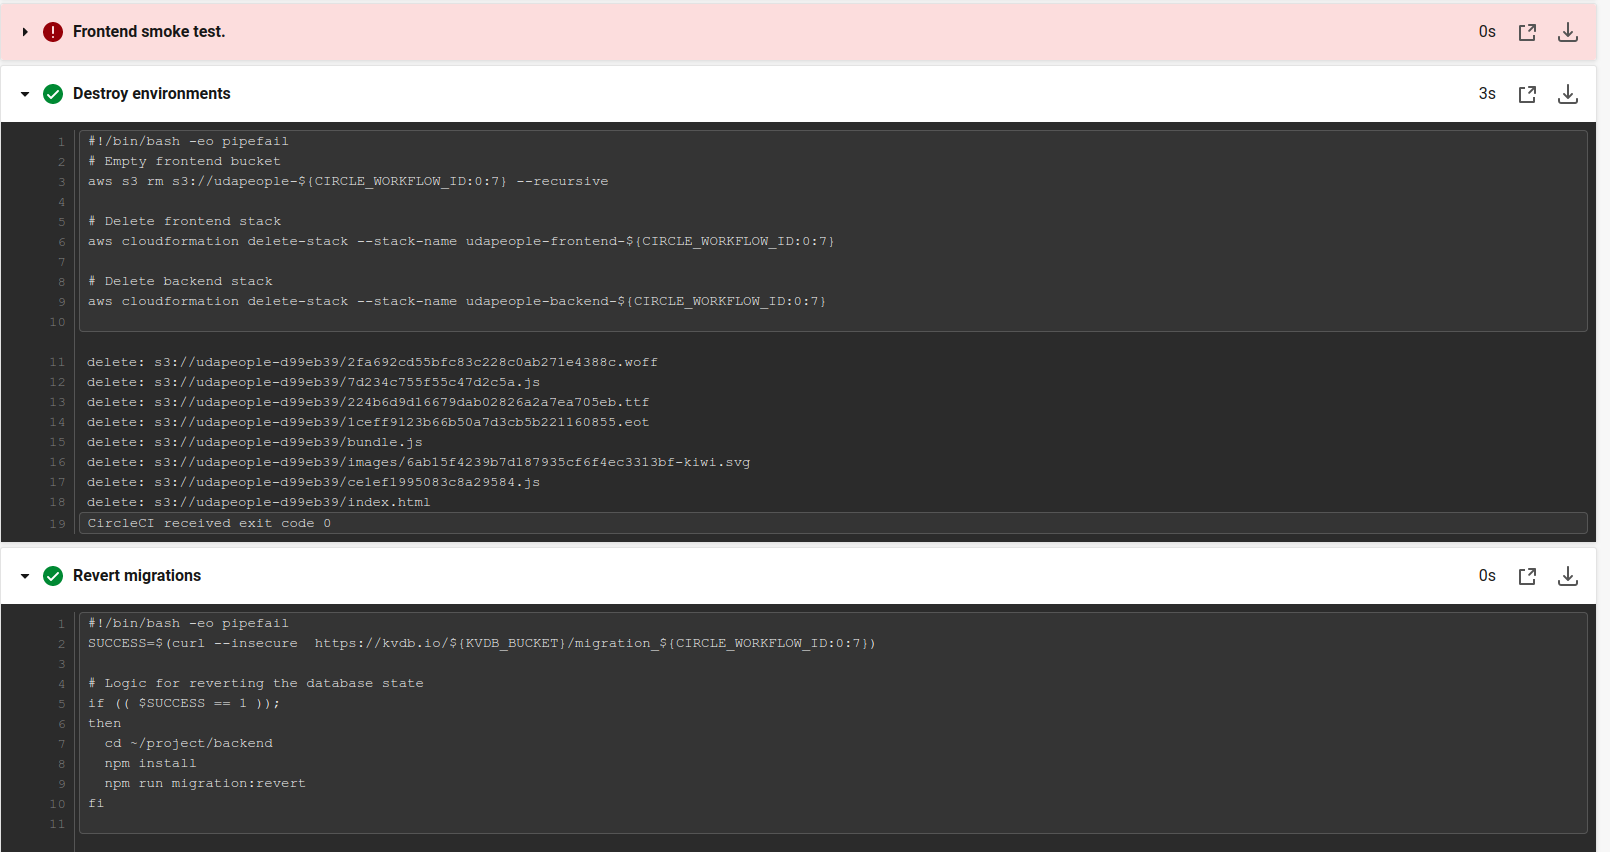 Frontend smoke test.
0s
Destroy environments
3s
1 #!/bin/bash -eo pipefail
2 # Empty frontend bucket
3 aws s3 rm s3://udapeople-${CIRCLE_WORKFLOW_ID:0:7} --recursive
4
5 # Delete frontend stack
6 aws cloudformation delete-stack --stack-name udapeople-frontend-${CIRCLE_WORKFLOW_ID:0:7}
7
8 # Delete backend stack
9 aws cloudformation delete-stack --stack-name udapeople-backend-${CIRCLE_WORKFLOW_ID:0:7}
10
11 delete: s3://udapeople-d99eb39/2fa692cd55bfc83c228c0ab271e4388c.woff
12 delete: s3://udapeople-d99eb39/7d234c755f55c47d2c5a.js
13 delete: s3://udapeople-d99eb39/224b6d9d16679dab02826a2a7ea705eb.ttf
14 delete: s3://udapeople-d99eb39/1ceff9123b66b50a7d3cb5b221160855.eot
15 delete: s3://udapeople-d99eb39/bundle.js
16 delete: s3://udapeople-d99eb39/images/6ab15f4239b7d187935cf6f4ec3313bf-kiwi.svg
17 delete: s3://udapeople-d99eb39/ce1ef1995083c8a29584.js
18 delete: s3://udapeople-d99eb39/index.html
19 CircleCI received exit code 0
Revert migrations
0s
1 #!/bin/bash -eo pipefail
2 SUCCESS=$(curl --insecure  https://kvdb.io/${KVDB_BUCKET}/migration_${CIRCLE_WORKFLOW_ID:0:7})
3
4 # Logic for reverting the database state
5 if (( $SUCCESS == 1 ));
6 then
7   cd ~/project/backend
8   npm install
9   npm run migration:revert
10 fi
11